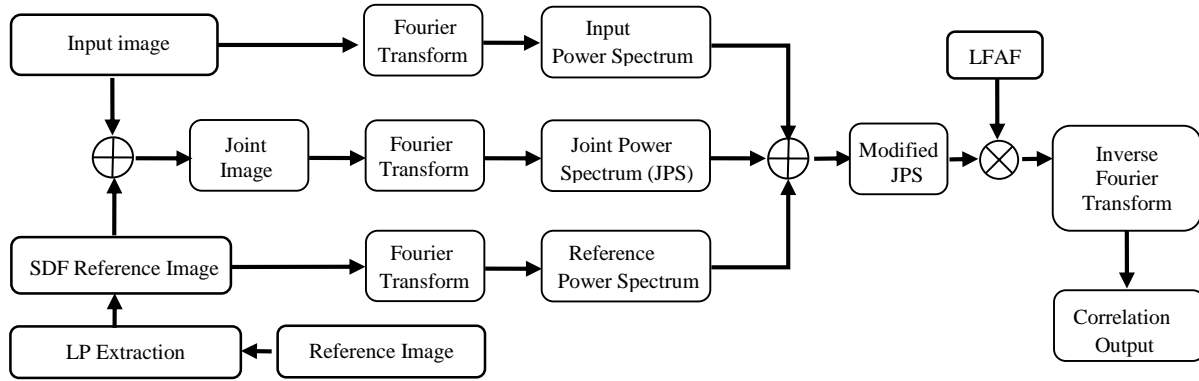 Input image
Fourier
Transform
Input
Power Spectrum
LFAF
Joint
Image
Fourier
Transform
Joint Power
Spectrum (JPS)
Modified
JPS
Inverse
Fourier
Transform
SDF Reference Image
Fourier
Transform
Reference
Power Spectrum
LP Extraction
Reference Image
Correlation
Output